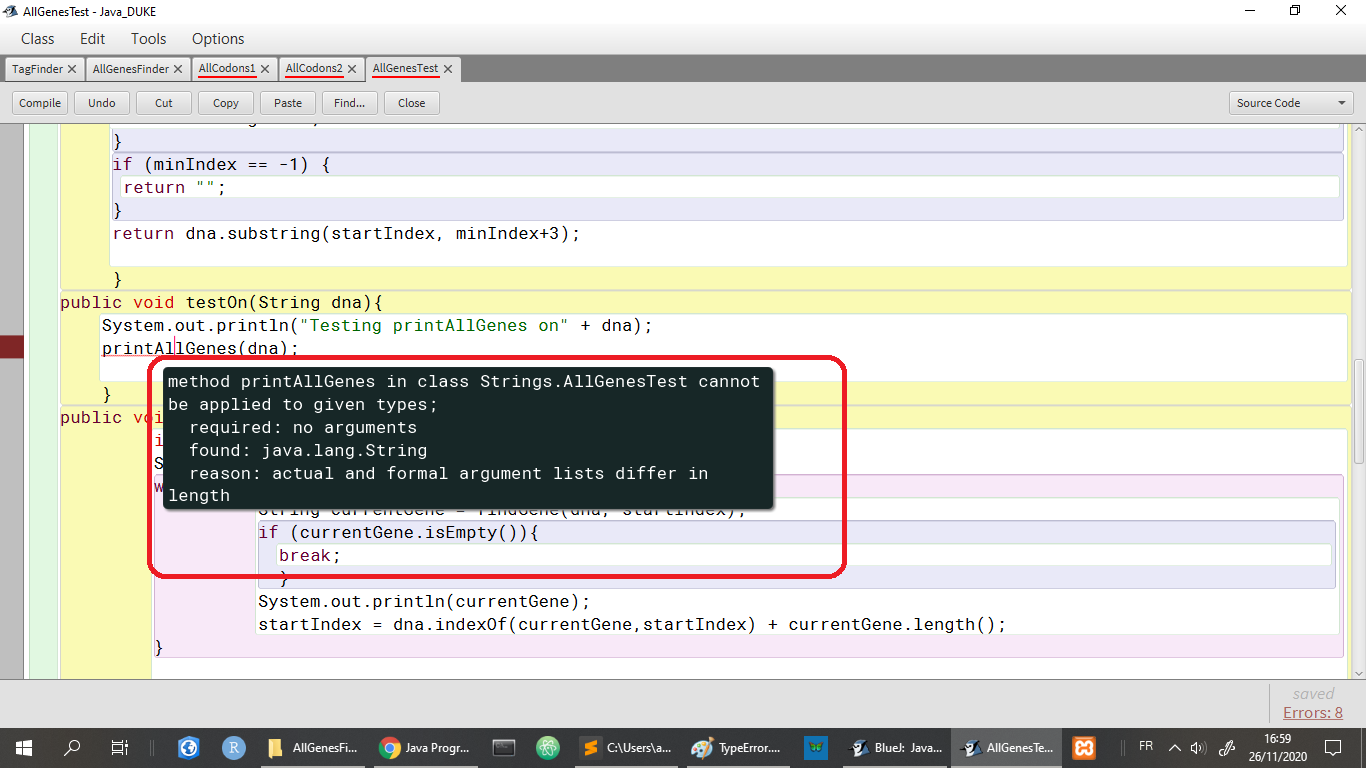 AllGenesTest - Java_DUKE
Class Edit Tools Options
TagFinder AllGenesFinder AllCodons1 AllCodons2 AllGenesTest
Compile Undo Cut Copy Paste Find... Close Source Code
}
if (minIndex == -1) {
return "";
}
return dna.substring(startIndex, minIndex+3);
}
public void testOn(String dna){
System.out.println("Testing printAllGenes on" + dna);
printAllGenes(dna);
}
method printAllGenes in class Strings.AllGenesTest cannot
be applied to given types;
required: no arguments
found: java.lang.String
reason: actual and formal argument lists differ in
length
public
String currentGene = findGene(dna, startIndex);
if (currentGene.isEmpty()){
break;
}
System.out.println(currentGene);
startIndex = dna.indexOf(currentGene,startIndex) + currentGene.length();
}
saved
Errors: 8
AllGenesFi... Java Progr... C:\Users\a... TypeError.... BlueJ: Java... AllGenesTe... FR 16:59
26/11/2020